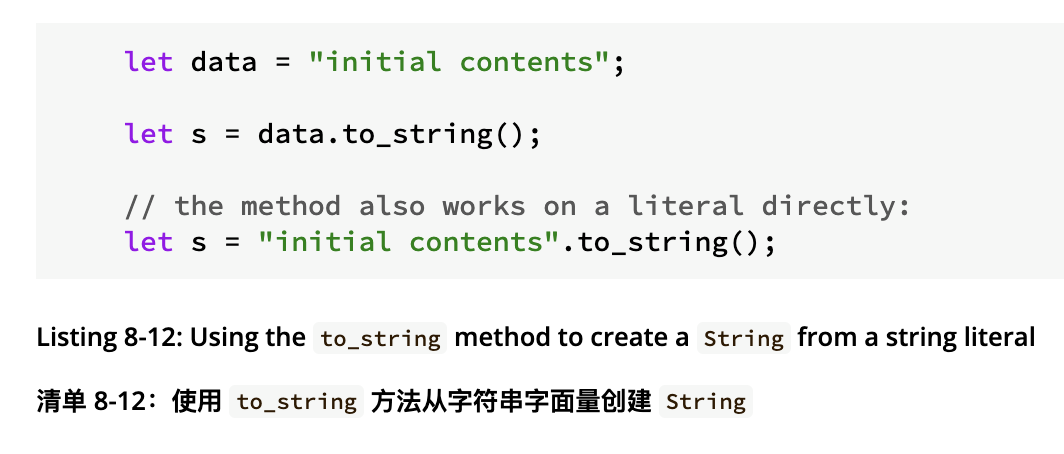 let data = "initial contents";
let s = data.to_string();
// the method also works on a literal directly:
let s = "initial contents".to_string();
Listing 8-12: Using the to_string method to create a String from a string literal
清单 8-12：使用 to_string 方法从字符串字面量创建 String